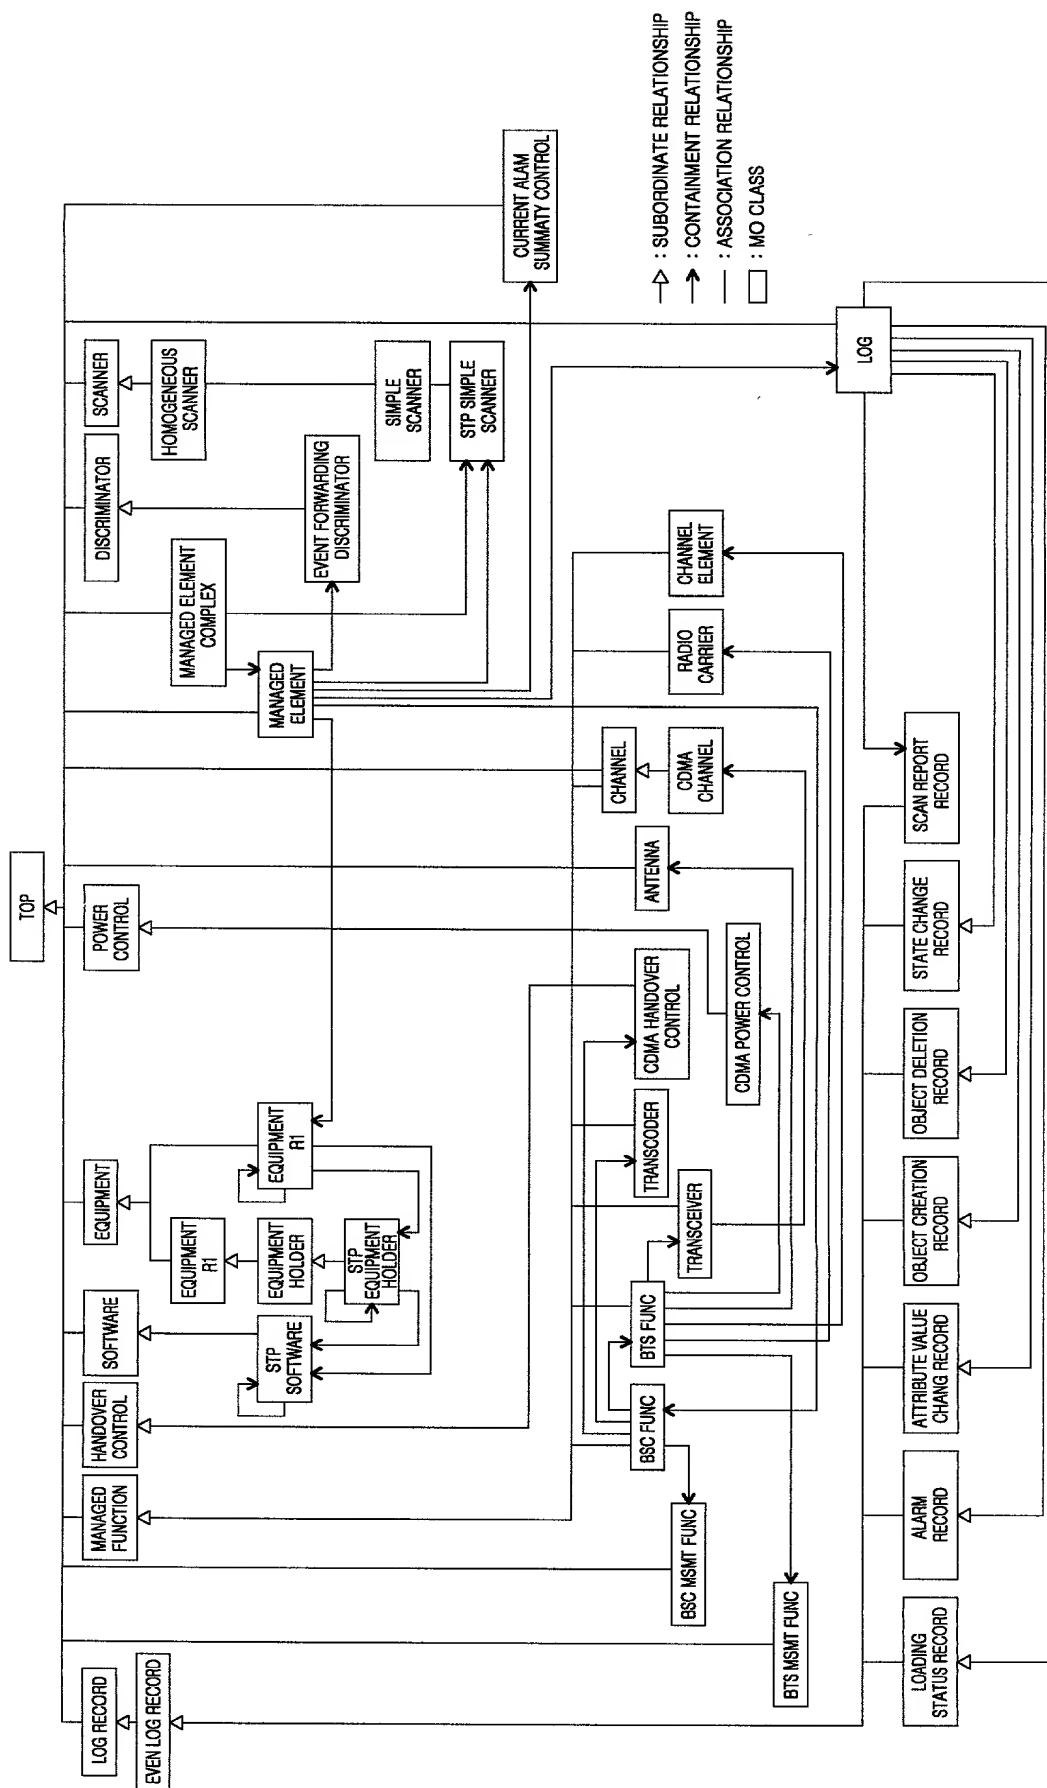 TOP
LOG RECORD
EVEN LOG RECORD
MANAGED
FUNCTION
HANDOVER
CONTROL
SOFTWARE
EQUIPMENT
POWER
CONTROL
DISCRIMINATOR
SCANNER
EQUIPMENT
R1
HOMOGENEOUS
SCANNER
MANAGED ELEMENT
COMPLEX
STP
SOFTWARE
EQUIPMENT
HOLDER
EQUIPMENT
R1
MANAGED
ELEMENT
STP
EQUIPMENT
HOLDER
EVENT FORWARDING
DISCRIMINATOR
SIMPLE
SCANNER
STP SIMPLE
SCANNER
CURRENT ALAM
SUMMATY CONTROL
BSC FUNC
BTS FUNC
TRANSCODER
CDMA HANDOVER
CONTROL
ANTENNA
CHANNEL
CDMA
CHANNEL
RADIO
CARRIER
CHANNEL
ELEMENT
BSC MSMT FUNC
TRANSCEIVER
CDMA POWER CONTROL
BTS MSMT FUNC
: SUBORDINATE RELATIONSHIP
: CONTAINMENT RELATIONSHIP
: ASSOCIATION RELATIONSHIP
: MO CLASS
LOG
LOADING
STATUS RECORD
ALARM
RECORD
ATTRIBUTE VALUE
CHANG RECORD
OBJECT CREATION
RECORD
OBJECT DELETION
RECORD
STATE CHANGE
RECORD
SCAN REPORT
RECORD